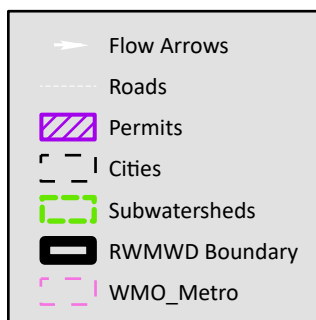 Flow Arrows
Roads
Permits
Cities
Subwatersheds
RWMWD Boundary
WMO_Metro